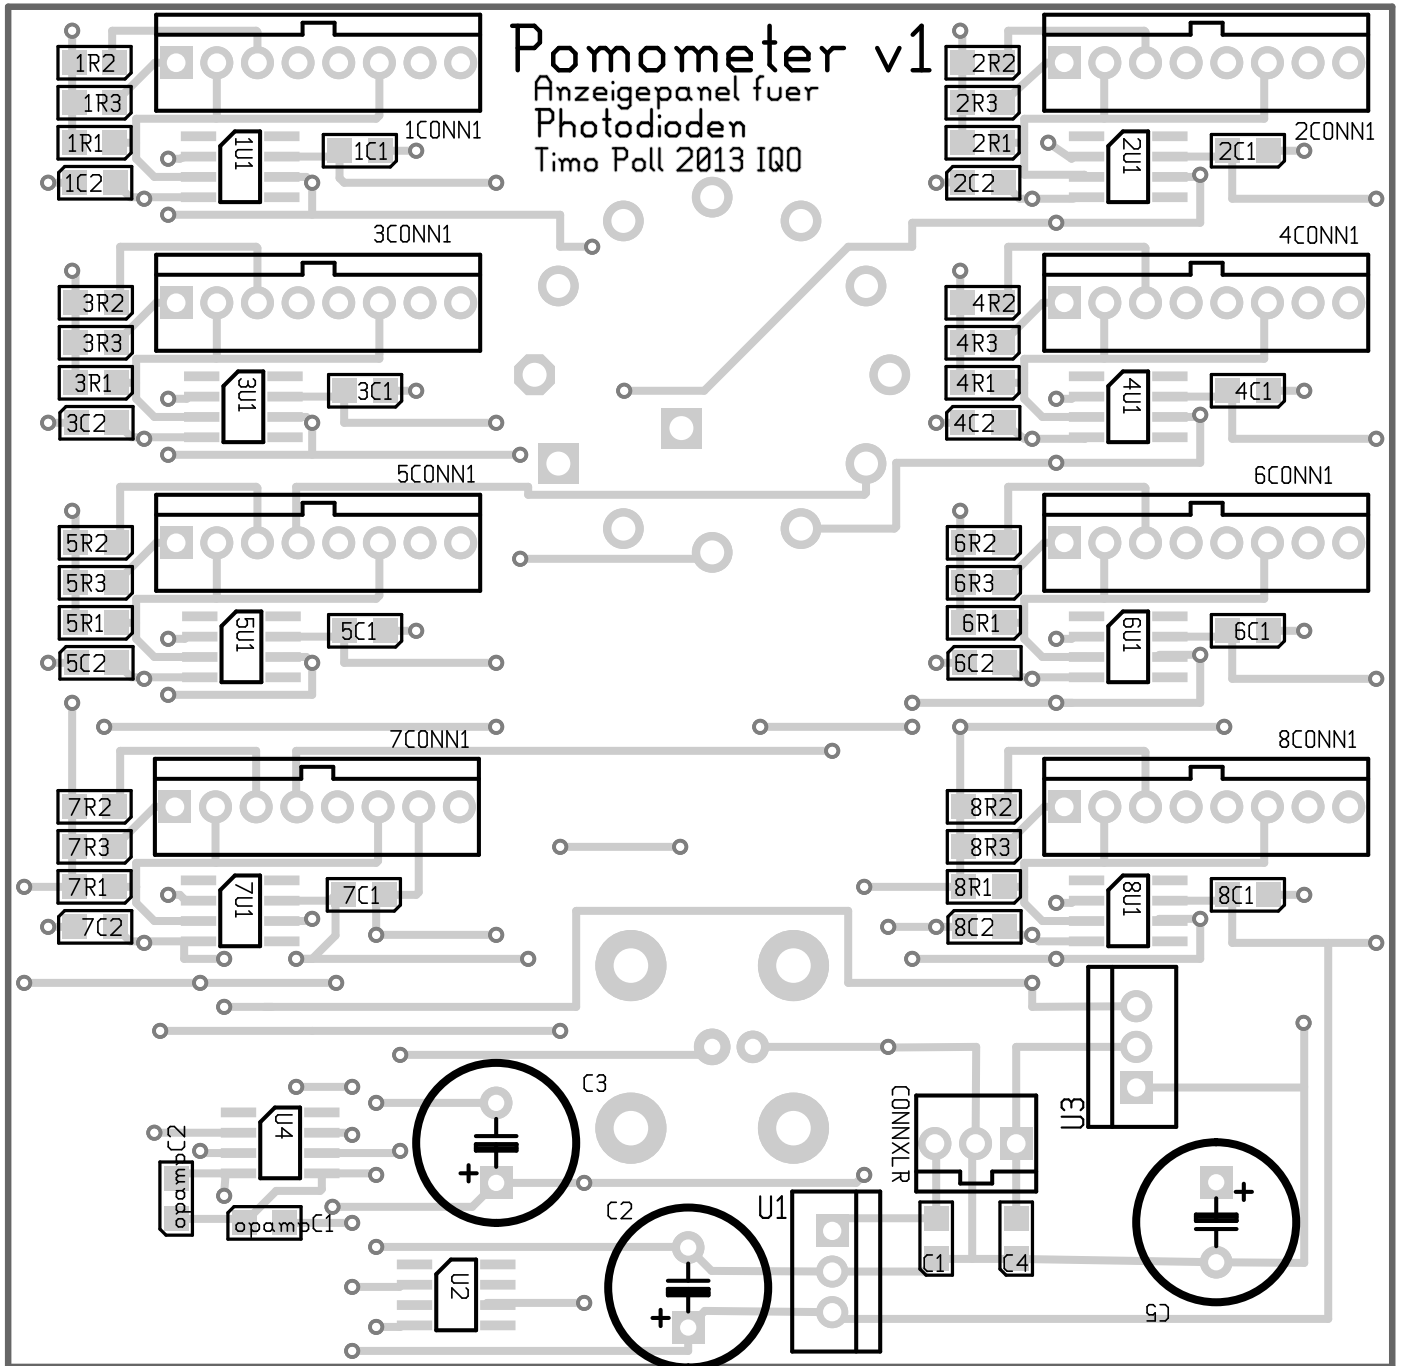 Pomometer v1
Anzeigepanel fuer
Photodioden
Timo Poll 2013 IQO
1R2
1R3
1R1
1C2
1U1
1C1
1CONN1
2R2
2R3
2R1
2C2
2U1
2C1
2CONN1
3CONN1
3R2
3R3
3R1
3C2
3U1
3C1
4CONN1
4R2
4R3
4R1
4C2
4U1
4C1
5CONN1
5R2
5R3
5R1
5C2
5U1
5C1
6CONN1
6R2
6R3
6R1
6C2
6U1
6C1
7CONN1
7R2
7R3
7R1
7C2
7U1
7C1
8CONN1
8R2
8R3
8R1
8C2
8U1
8C1
C3
U4
opampC2
opampC1
U2
C2
+
+
U1
CONNXLR
C1
C4
U3
+
C5